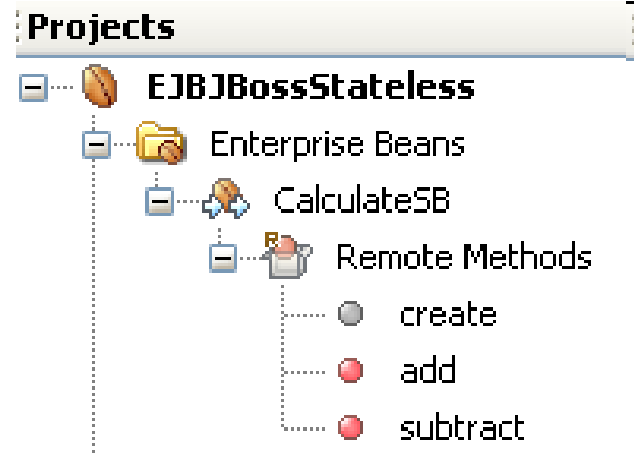 Projects
EJBJBossStateless
Enterprise Beans
CalculateSB
R
Remote Methods
create
add
subtract